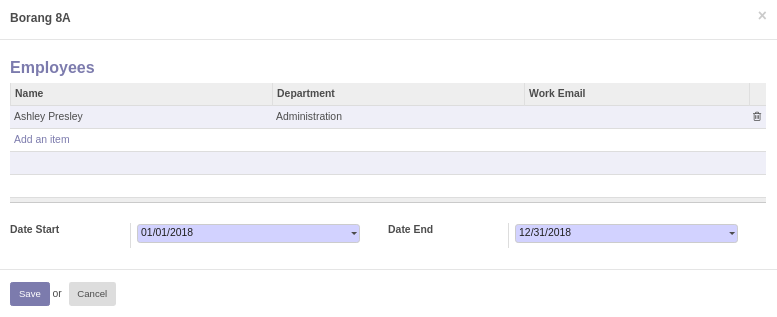 Borang 8A ×
Employees
Name Department Work Email
Ashley Presley Administration
Add an item
Date Start 01/01/2018 Date End 12/31/2018
Save or Cancel